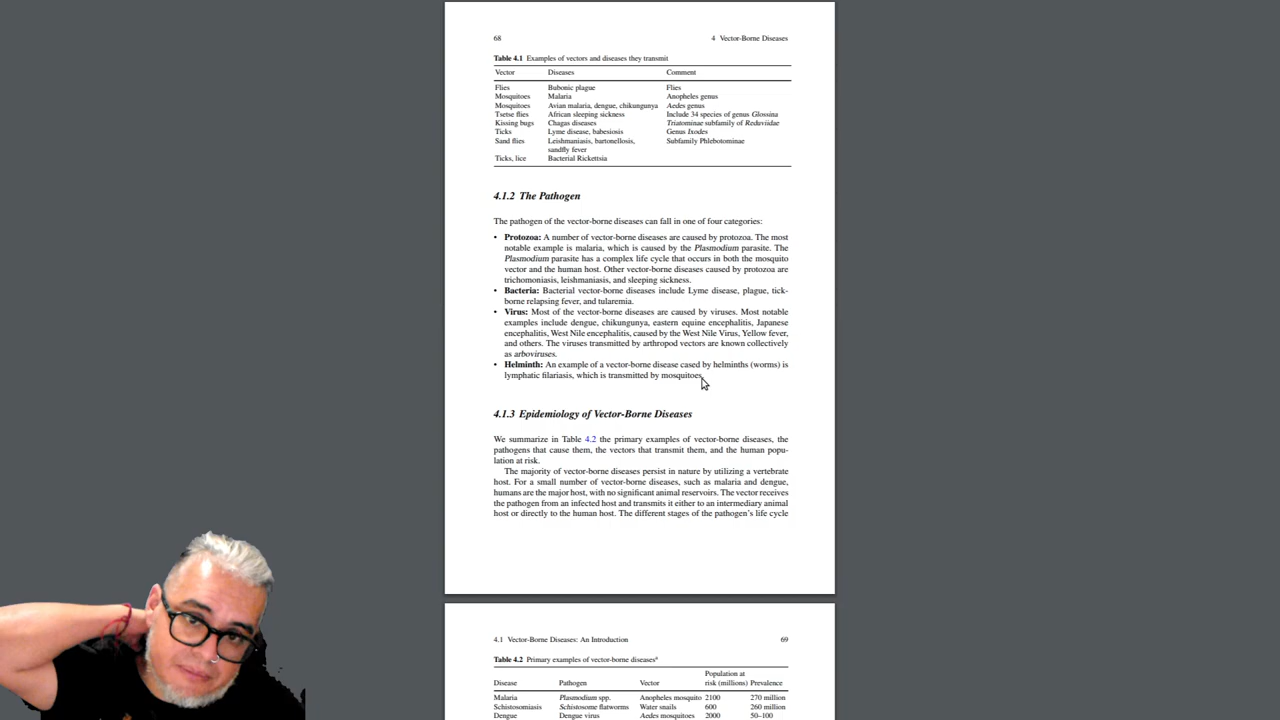 68
4 Vector-Borne Diseases
Table 4.1 Examples of vectors and diseases they transmit
Vector Diseases Comment
Flies Bubonic plague Flies
Mosquitoes Malaria Anopheles genus
Mosquitoes Avian malaria, dengue, chikungunya Aedes genus
Tsetse flies African sleeping sickness Include 34 species of genus Glossina
Kissing bugs Chagas diseases Triatominae subfamily of Reduviidae
Ticks Lyme disease, babesiosis Genus Ixodes
Sand flies Leishmaniasis, bartonellosis, Subfamily Phlebotominae
sandfly fever
Ticks, lice Bacterial Rickettsia
4.1.2 The Pathogen
The pathogen of the vector-borne diseases can fall in one of four categories:
• Protozoa: A number of vector-borne diseases are caused by protozoa. The most
notable example is malaria, which is caused by the Plasmodium parasite. The
Plasmodium parasite has a complex life cycle that occurs in both the mosquito
vector and the human host. Other vector-borne diseases caused by protozoa are
trichomoniasis, leishmaniasis, and sleeping sickness.
• Bacteria: Bacterial vector-borne diseases include Lyme disease, plague, tick-
borne relapsing fever, and tularemia.
• Virus: Most of the vector-borne diseases are caused by viruses. Most notable
examples include dengue, chikungunya, eastern equine encephalitis, Japanese
encephalitis, West Nile encephalitis, caused by the West Nile Virus, Yellow fever,
and others. The viruses transmitted by arthropod vectors are known collectively
as arboviruses.
• Helminth: An example of a vector-borne disease cased by helminths (worms) is
lymphatic filariasis, which is transmitted by mosquitoes.
4.1.3 Epidemiology of Vector-Borne Diseases
We summarize in Table 4.2 the primary examples of vector-borne diseases, the
pathogens that cause them, the vectors that transmit them, and the human popu-
lation at risk.
The majority of vector-borne diseases persist in nature by utilizing a vertebrate
host. For a small number of vector-borne diseases, such as malaria and dengue,
humans are the major host, with no significant animal reservoirs. The vector receives
the pathogen from an infected host and transmits it either to an intermediary animal
host or directly to the human host. The different stages of the pathogen's life cycle
4.1 Vector-Borne Diseases: An Introduction
69
Table 4.2 Primary examples of vector-borne diseasesª
Population at
Disease Pathogen Vector risk (millions) Prevalence
Malaria Plasmodium spp. Anopheles mosquito 2100 270 million
Schistosomiasis Schistosome flatworms Water snails 600 260 million
Dengue Dengue virus Aedes mosquitoes 2000 50–100